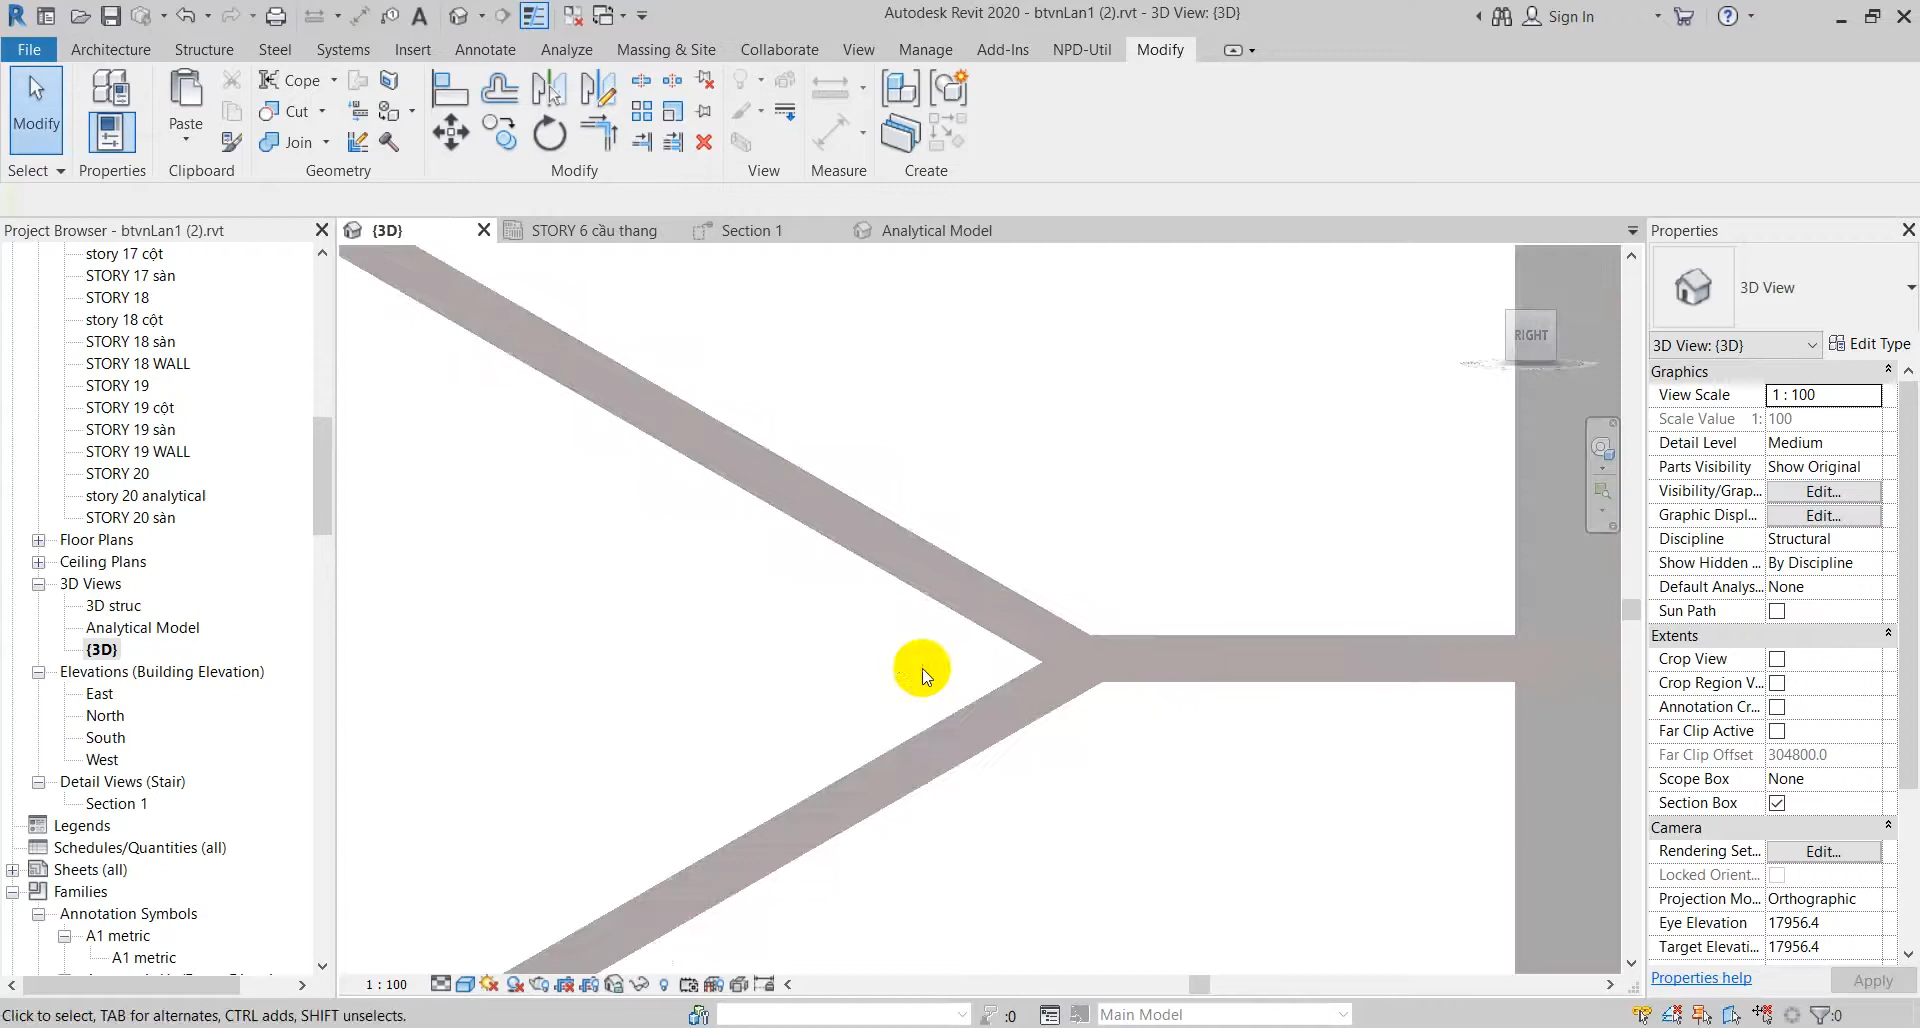 Autodesk Revit 2020 - btvnLan1 (2).rvt - 3D View: {3D}
Sign In
File Architecture Structure Steel Systems Insert Annotate Analyze Massing & Site Collaborate View Manage Add-Ins NPD-Util Modify
Modify
Paste
Cope
Cut
Join
Select Properties Clipboard Geometry Modify View Measure Create
Project Browser - btvnLan1 (2).rvt
story 17 cột
STORY 17 sàn
STORY 18
story 18 cột
STORY 18 sàn
STORY 18 WALL
STORY 19
STORY 19 cột
STORY 19 sàn
STORY 19 WALL
STORY 20
story 20 analytical
STORY 20 sàn
Floor Plans
Ceiling Plans
3D Views
3D struc
Analytical Model
{3D}
Elevations (Building Elevation)
East
North
South
West
Detail Views (Stair)
Section 1
Legends
Schedules/Quantities (all)
Sheets (all)
Families
Annotation Symbols
A1 metric
A1 metric
{3D} STORY 6 cầu thang Section 1 Analytical Model
RIGHT
1 : 100
Properties
3D View
3D View: {3D} Edit Type
Graphics
View Scale 1 : 100
Scale Value 1: 100
Detail Level Medium
Parts Visibility Show Original
Visibility/Grap... Edit...
Graphic Displ... Edit...
Discipline Structural
Show Hidden ... By Discipline
Default Analys... None
Sun Path
Extents
Crop View
Crop Region V...
Annotation Cr...
Far Clip Active
Far Clip Offset 304800.0
Scope Box None
Section Box
Camera
Rendering Set... Edit...
Locked Orient...
Projection Mo... Orthographic
Eye Elevation 17956.4
Target Elevati... 17956.4
Properties help Apply
Click to select, TAB for alternates, CTRL adds, SHIFT unselects.
:0
Main Model
:0